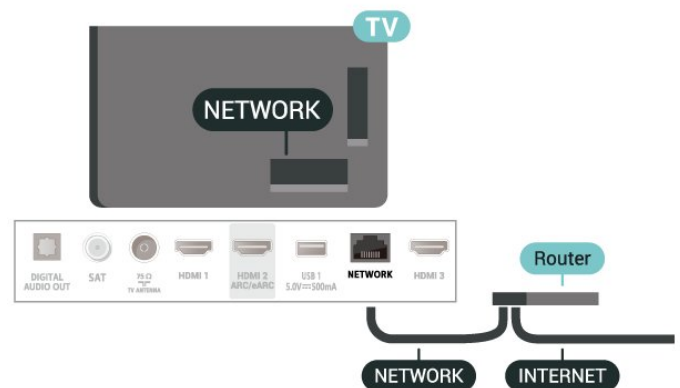 TV
NETWORK
DIGITAL
AUDIO OUT
SAT
75 Ω
TV ANTENNA
HDMI 1
HDMI 2
ARC/eARC
USB 1
5.0V⎓500mA
NETWORK
HDMI 3
Router
NETWORK
INTERNET